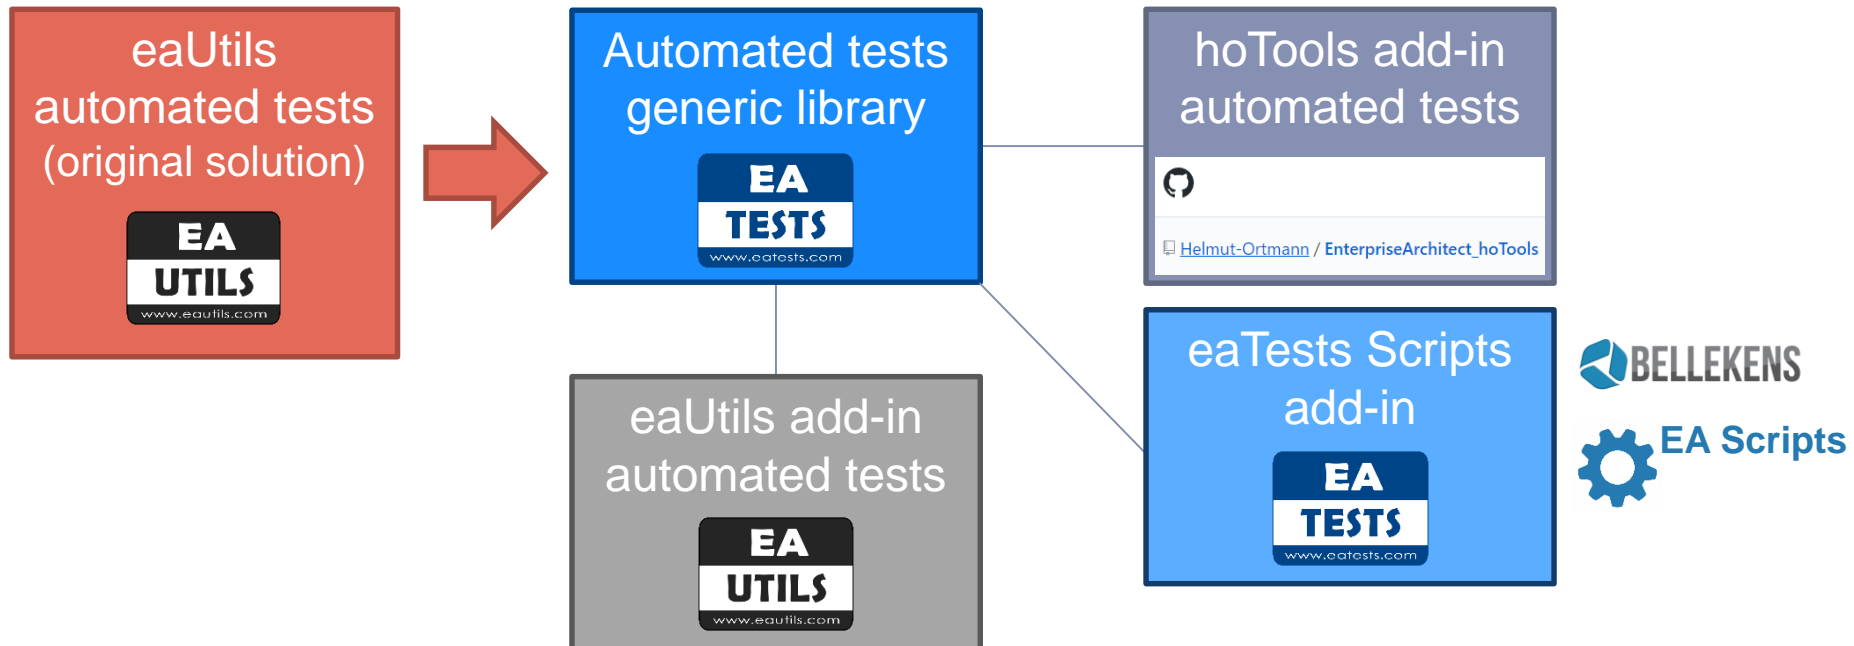 eaUtils
automated tests
(original solution)
EA
UTILS
www.eautils.com
Automated tests
generic library
EA
TESTS
www.eatests.com
hoTools add-in
automated tests
Helmut-Ortmann / EnterpriseArchitect_hoTools
eaUtils add-in
automated tests
EA
UTILS
www.eautils.com
eaTests Scripts
add-in
EA
TESTS
www.eatests.com
BELLEKENS
EA Scripts